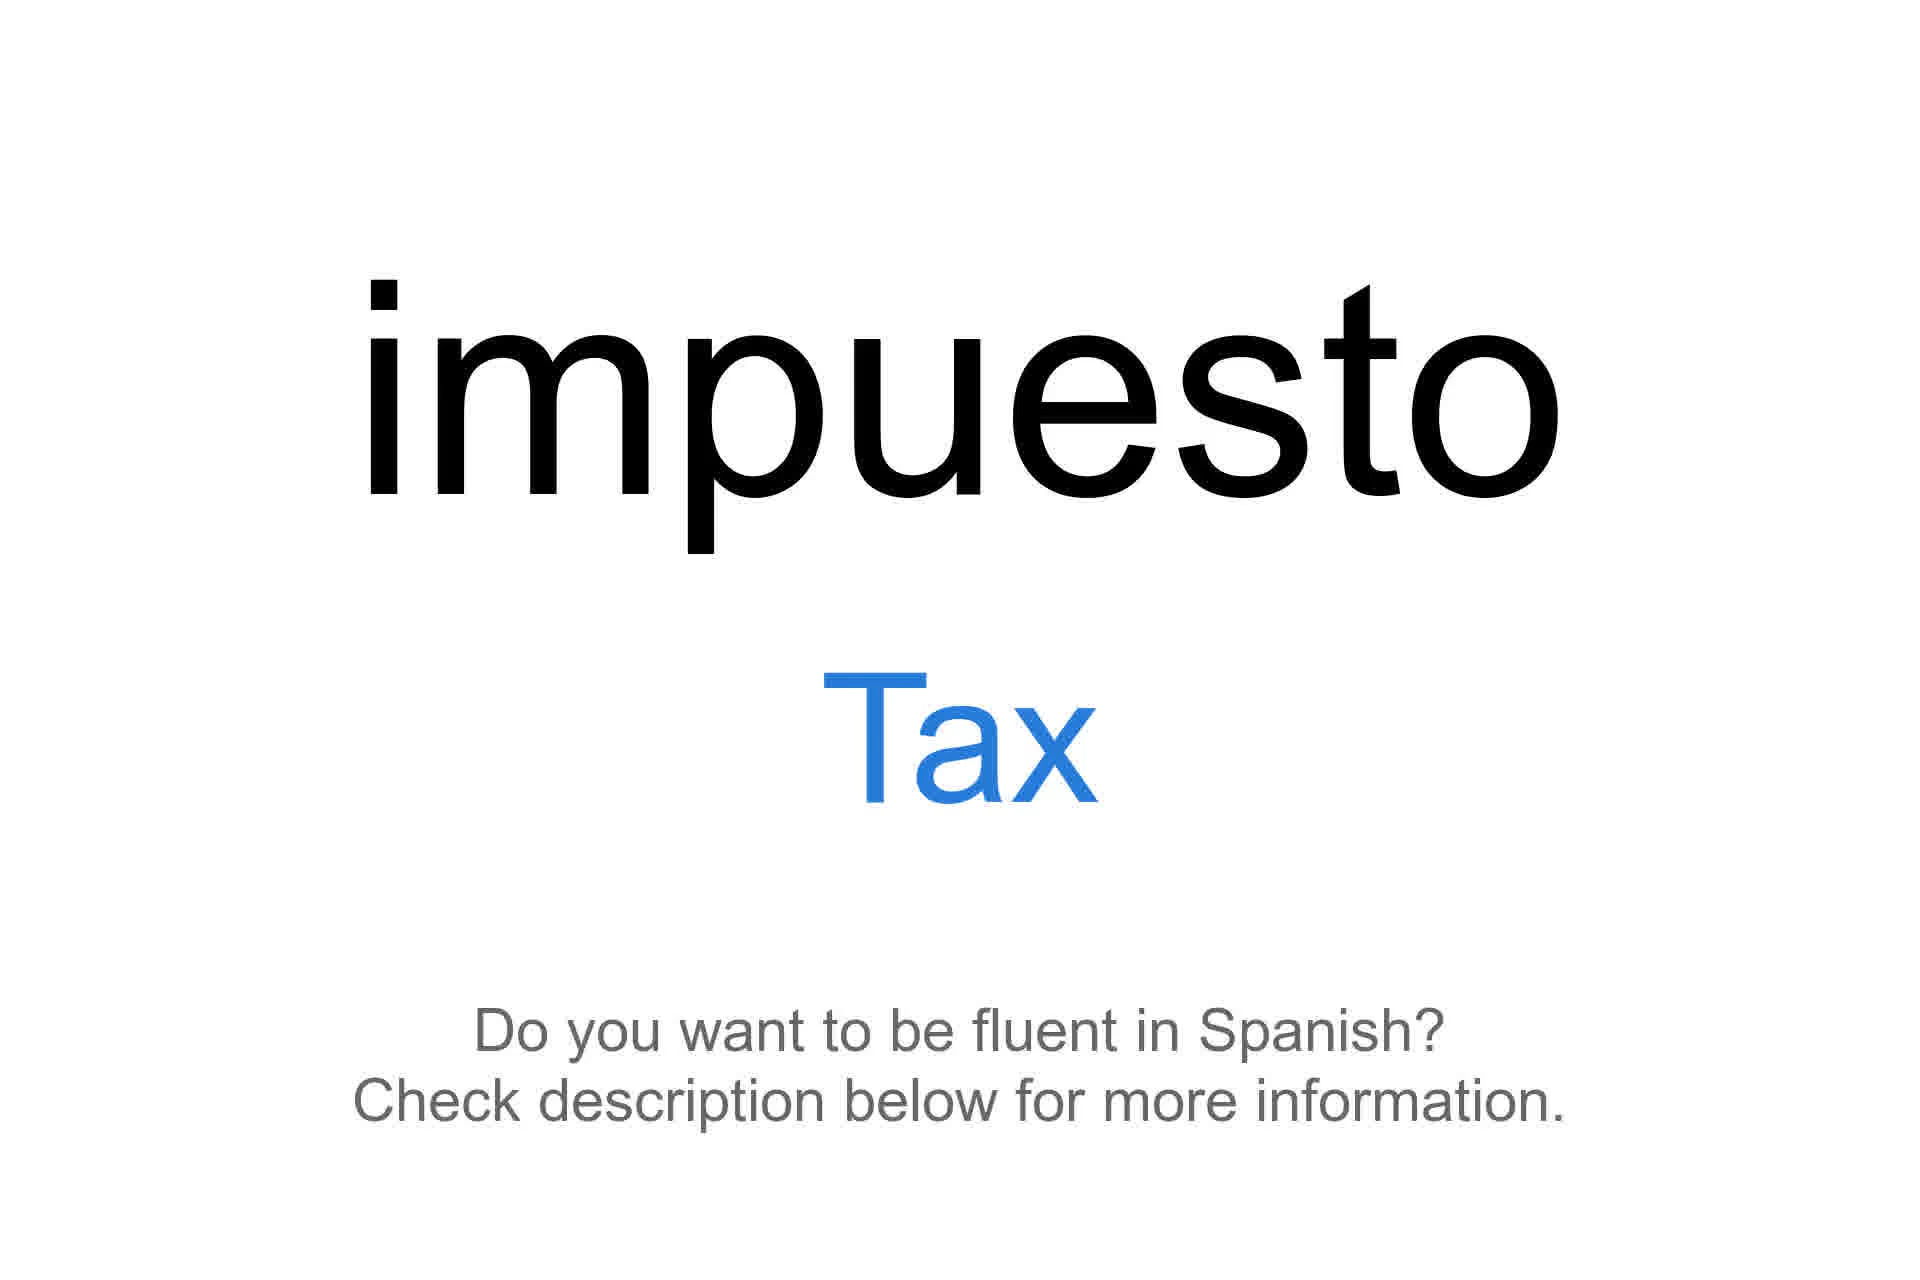 impuesto
Tax
Do you want to be fluent in Spanish?
Check description below for more information.